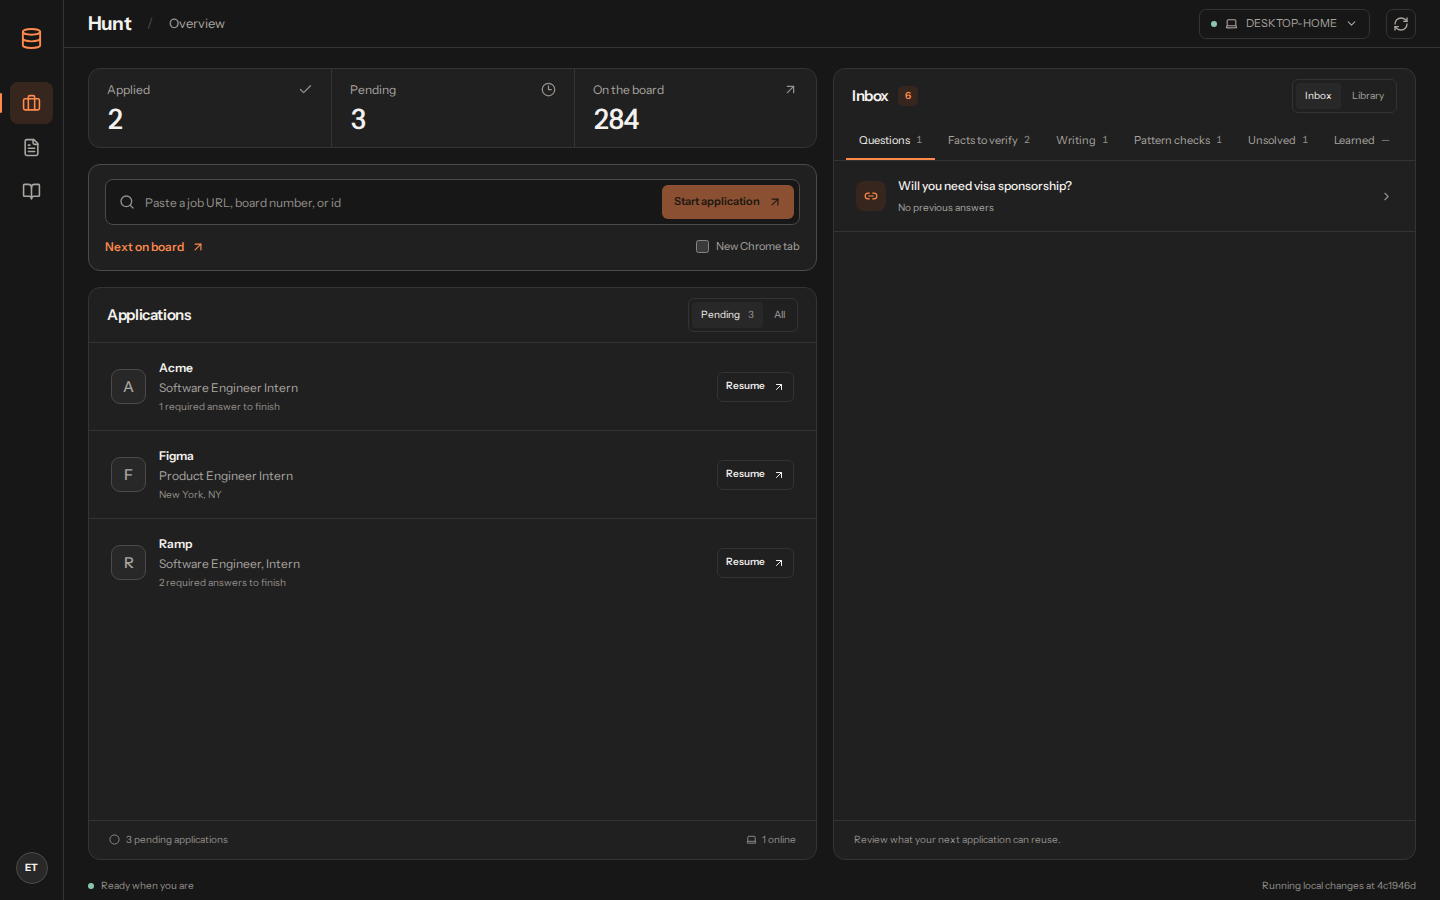 Hunt / Overview
DESKTOP-HOME
Applied
2
Pending
3
On the board
284
Paste a job URL, board number, or id
Start application
Next on board
New Chrome tab
Applications
Pending 3
All
A
Acme
Software Engineer Intern
1 required answer to finish
Resume
F
Figma
Product Engineer Intern
New York, NY
Resume
R
Ramp
Software Engineer, Intern
2 required answers to finish
Resume
3 pending applications
1 online
Inbox 6
Inbox
Library
Questions 1
Facts to verify 2
Writing 1
Pattern checks 1
Unsolved 1
Learned —
Will you need visa sponsorship?
No previous answers
Review what your next application can reuse.
ET
Ready when you are
Running local changes at 4c1946d